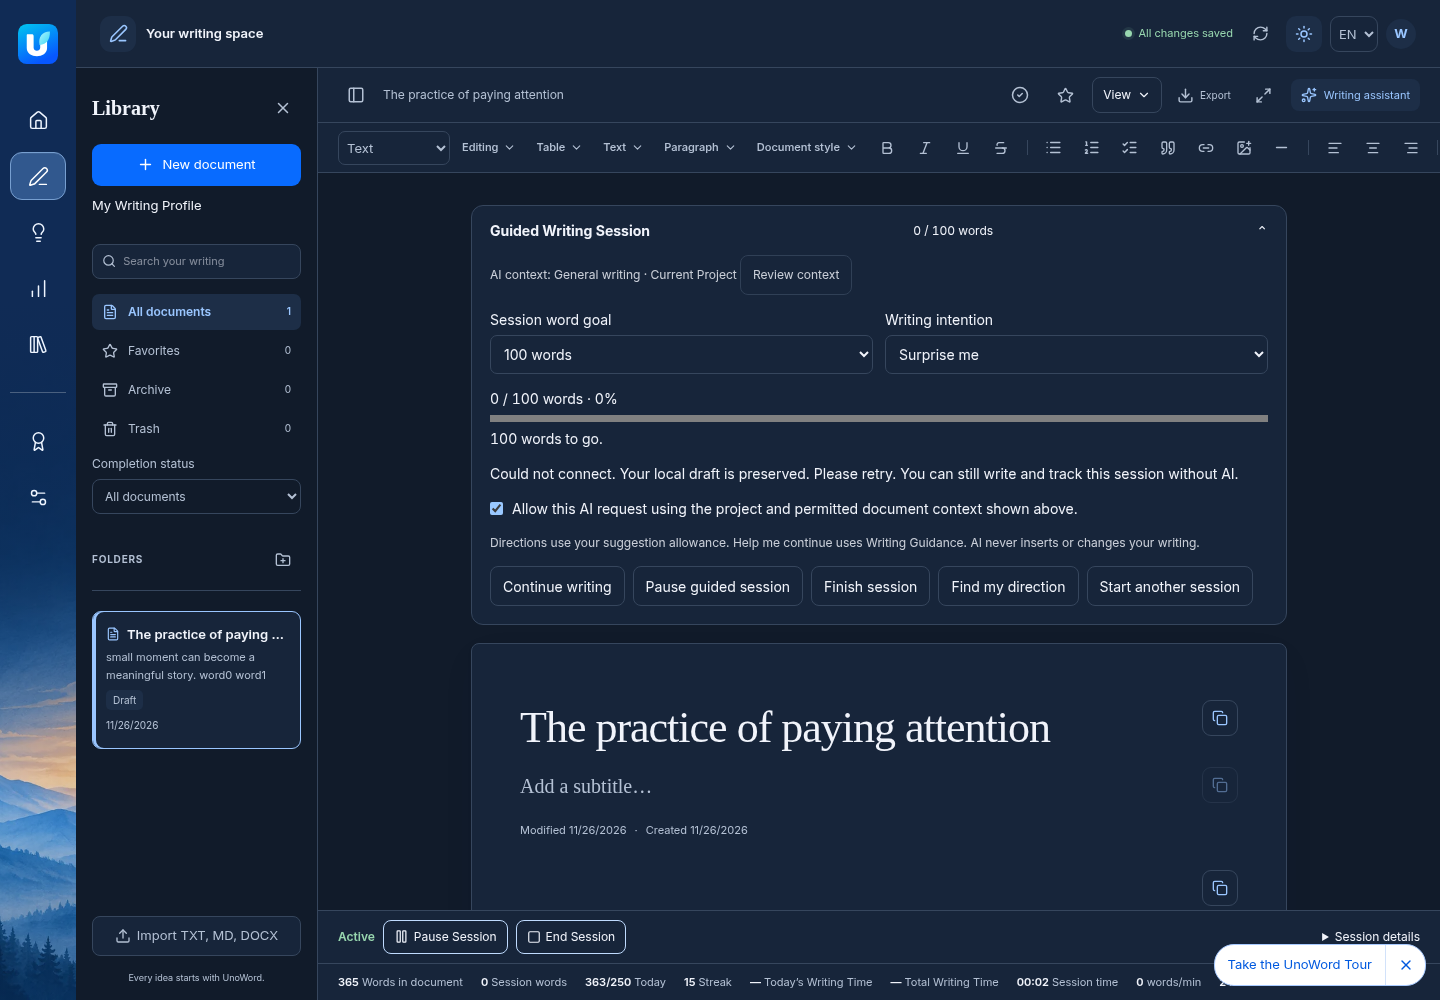 Your writing space
All changes saved
EN
W
Library
New document
My Writing Profile
Search your writing
All documents 1
Favorites 0
Archive 0
Trash 0
Completion status
All documents
FOLDERS
The practice of paying ...
small moment can become a
meaningful story. word0 word1
Draft
11/26/2026
Import TXT, MD, DOCX
Every idea starts with UnoWord.
The practice of paying attention
View
Export
Writing assistant
Text
Editing
Table
Text
Paragraph
Document style
Guided Writing Session
0 / 100 words
AI context: General writing · Current Project
Review context
Session word goal
Writing intention
100 words
Surprise me
0 / 100 words · 0%
100 words to go.
Could not connect. Your local draft is preserved. Please retry. You can still write and track this session without AI.
Allow this AI request using the project and permitted document context shown above.
Directions use your suggestion allowance. Help me continue uses Writing Guidance. AI never inserts or changes your writing.
Continue writing
Pause guided session
Finish session
Find my direction
Start another session
The practice of paying attention
Add a subtitle…
Modified 11/26/2026 · Created 11/26/2026
Active
Pause Session
End Session
Session details
Take the UnoWord Tour
365 Words in document
0 Session words
363/250 Today
15 Streak
— Today's Writing Time
— Total Writing Time
00:02 Session time
0 words/min